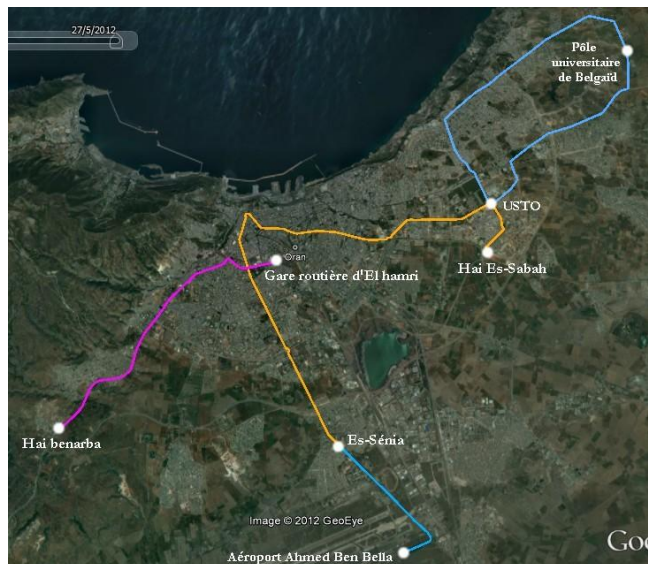 27/5/2012
Pôle
universitaire
de Belgaïd
USTO
Hai Es-Sabah
Oran
Gare routière d'El hamri
Hai benarba
Es-Sénia
Image © 2012 GeoEye
Goo
Aéroport Ahmed Ben Bella